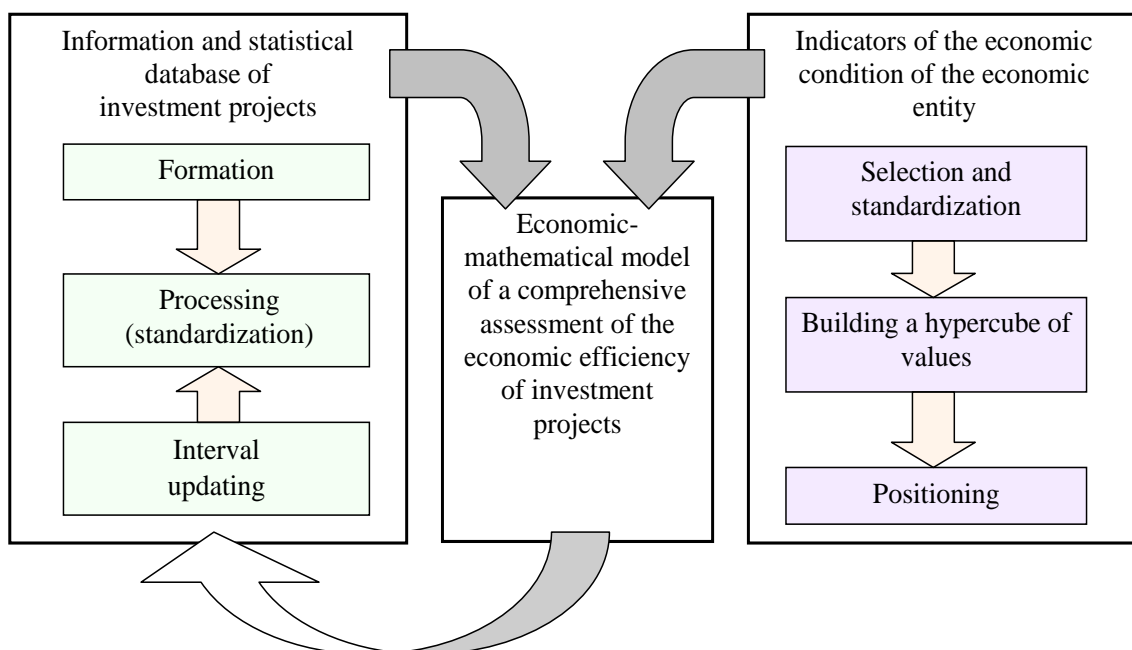 Information and statistical
database of
investment projects
Formation
Processing
(standardization)
Interval
updating
Economic-
mathematical model
of a comprehensive
assessment of the
economic efficiency
of investment
projects
Indicators of the economic
condition of the economic
entity
Selection and
standardization
Building a hypercube of
values
Positioning